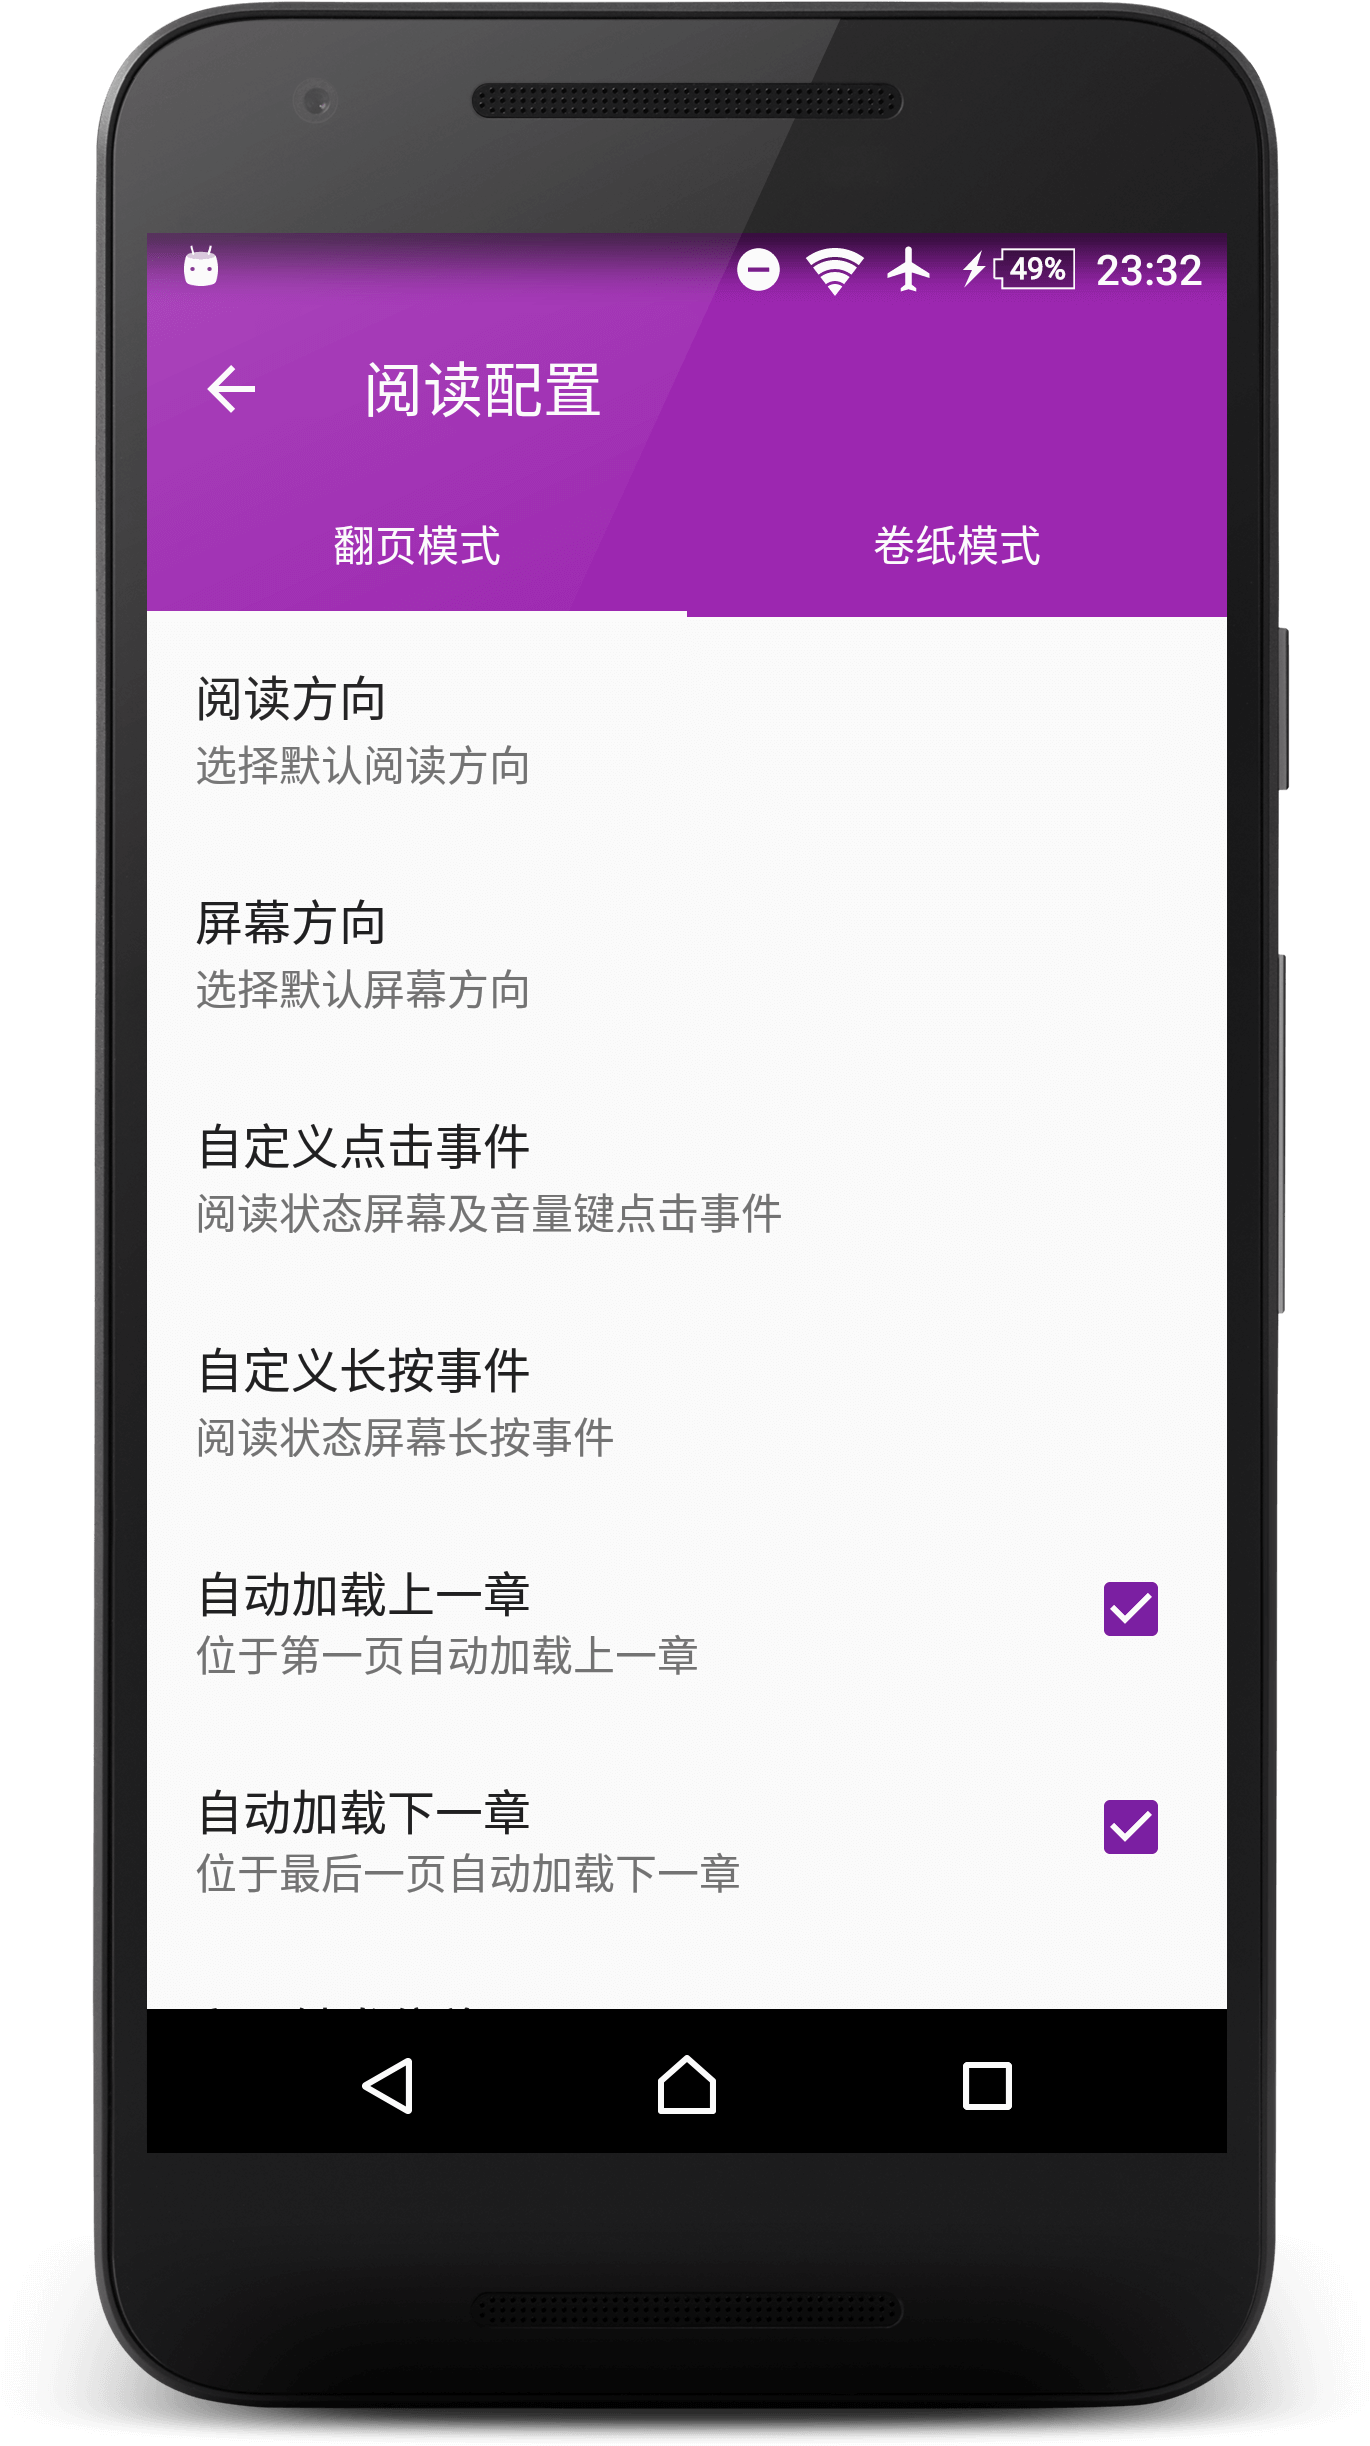 49% 23:32
阅读配置
翻页模式 卷纸模式
阅读方向
选择默认阅读方向
屏幕方向
选择默认屏幕方向
自定义点击事件
阅读状态屏幕及音量键点击事件
自定义长按事件
阅读状态屏幕长按事件
自动加载上一章
位于第一页自动加载上一章
自动加载下一章
位于最后一页自动加载下一章